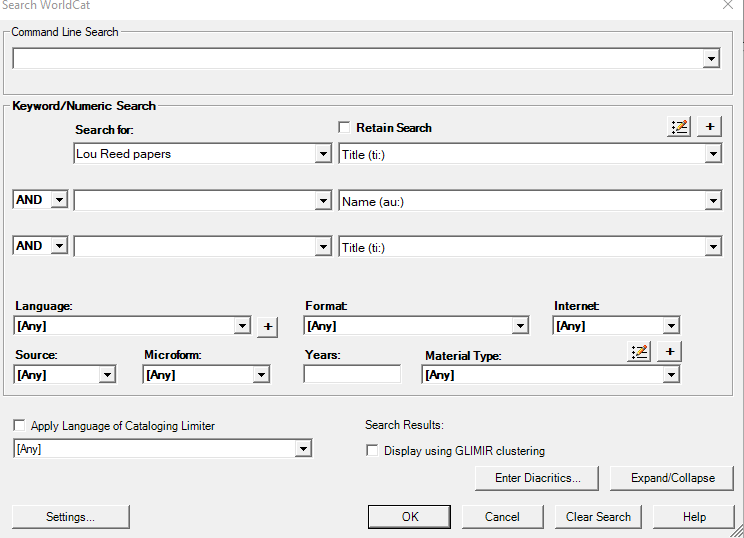 Search WorldCat
Command Line Search
Keyword/Numeric Search
Search for:
Retain Search
+
Lou Reed papers
Title (ti:)
AND
Name (au:)
AND
Title (ti:)
Language:
Format:
Internet:
[Any]
+
[Any]
[Any]
Source:
Microform:
Years:
Material Type:
+
[Any]
[Any]
[Any]
Apply Language of Cataloging Limiter
Search Results:
[Any]
Display using GLIMIR clustering
Enter Diacritics...
Expand/Collapse
Settings...
OK
Cancel
Clear Search
Help